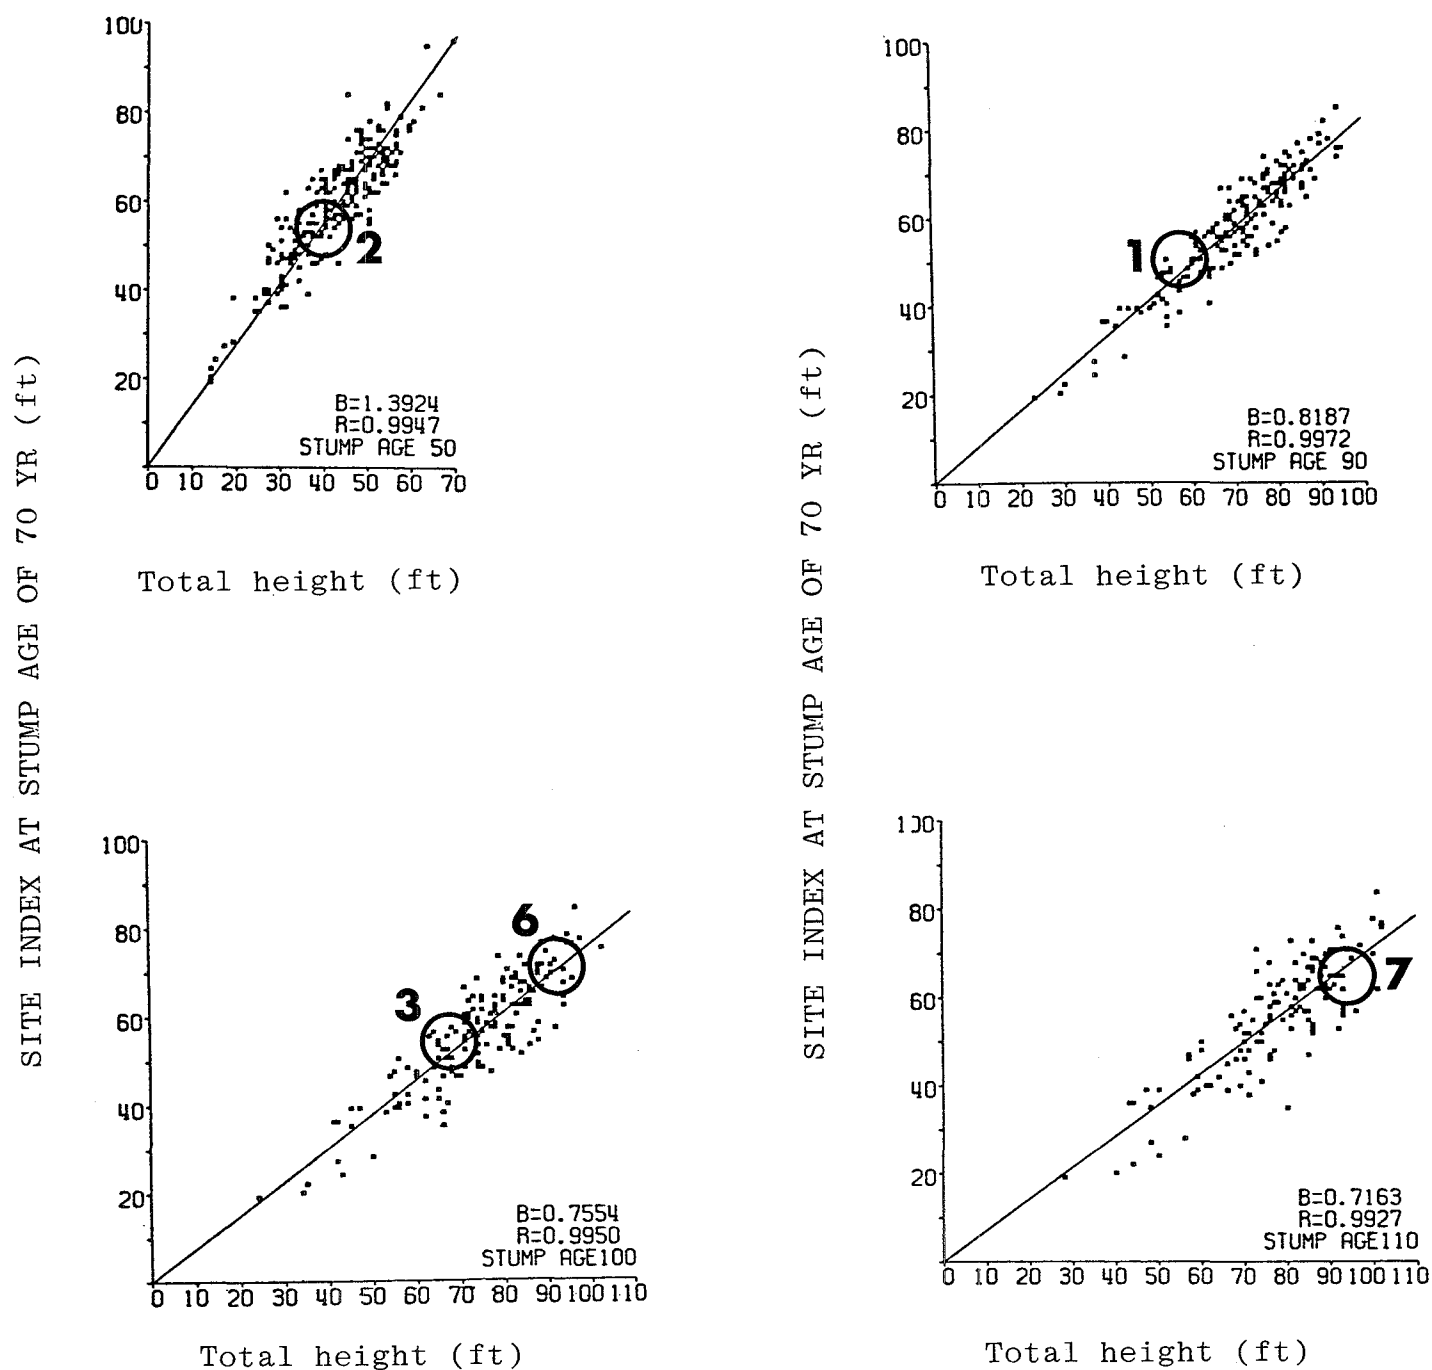 SITE INDEX AT STUMP AGE OF 70 YR (ft)
100
80
60
40
20
2
B=1.3924
R=0.9947
STUMP AGE 50
0 10 20 30 40 50 60 70
Total height (ft)
SITE INDEX AT STUMP AGE OF 70 YR (ft)
100
80
60
40
20
1
B=0.8187
R=0.9972
STUMP AGE 90
0 10 20 30 40 50 60 70 80 90 100
Total height (ft)
100
80
60
40
20
6
3
B=0.7554
R=0.9950
STUMP AGE100
0 10 20 30 40 50 60 70 80 90 100 110
Total height (ft)
100
80
60
40
20
7
B=0.7163
R=0.9927
STUMP AGE110
0 10 20 30 40 50 60 70 80 90 100 110
Total height (ft)